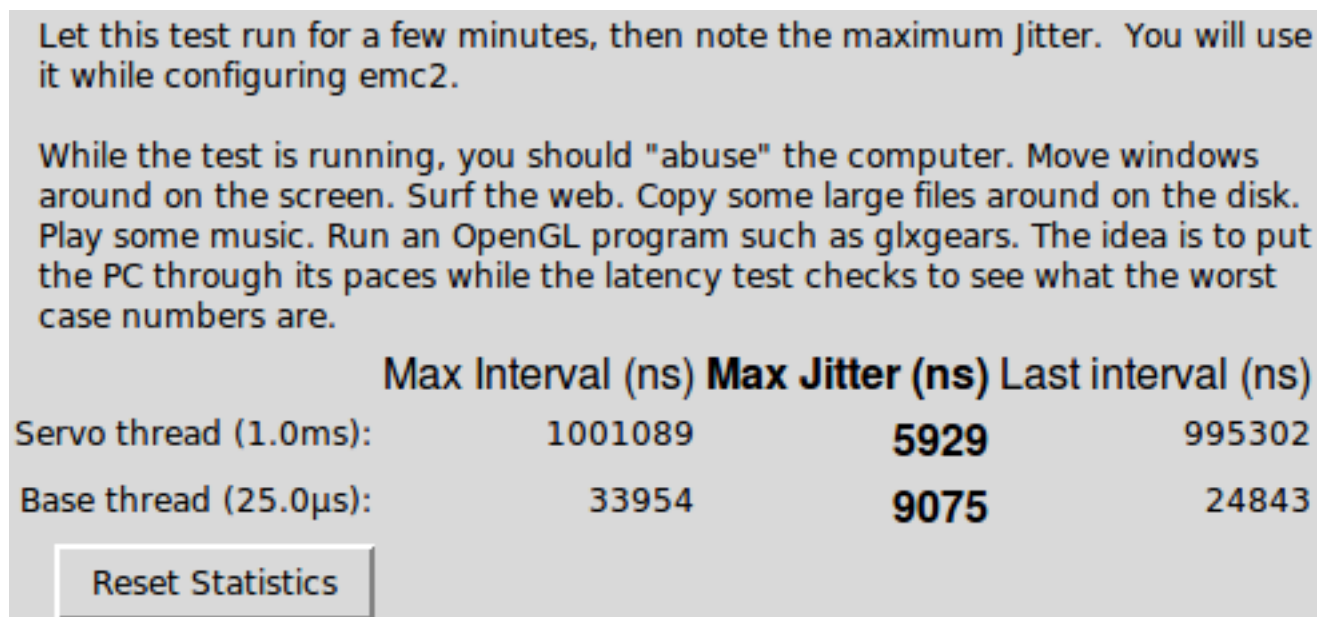 Let this test run for a few minutes, then note the maximum Jitter.  You will use
it while configuring emc2.
While the test is running, you should "abuse" the computer. Move windows
around on the screen. Surf the web. Copy some large files around on the disk.
Play some music. Run an OpenGL program such as glxgears. The idea is to put
the PC through its paces while the latency test checks to see what the worst
case numbers are.
Max Interval (ns) Max Jitter (ns) Last interval (ns)
Servo thread (1.0ms): 1001089 5929 995302
Base thread (25.0µs): 33954 9075 24843
Reset Statistics